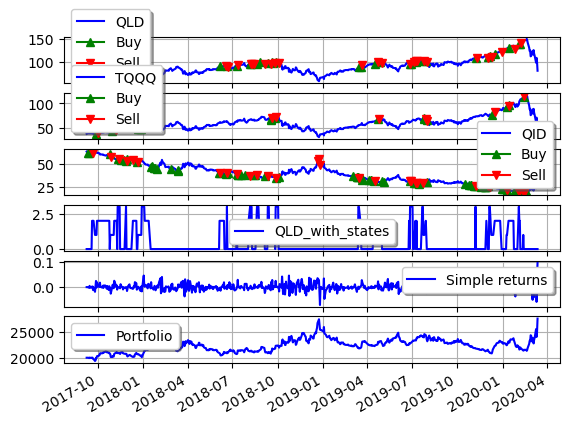 QLD
Buy
Sell
150
100
TQQQ
Buy
Sell
100
50
QID
Buy
Sell
50
25
QLD_with_states
2.5
0.0
Simple returns
0.1
0.0
Portfolio
25000
20000
2017-10 2018-01 2018-04 2018-07 2018-10 2019-01 2019-04 2019-07 2019-10 2020-01 2020-04